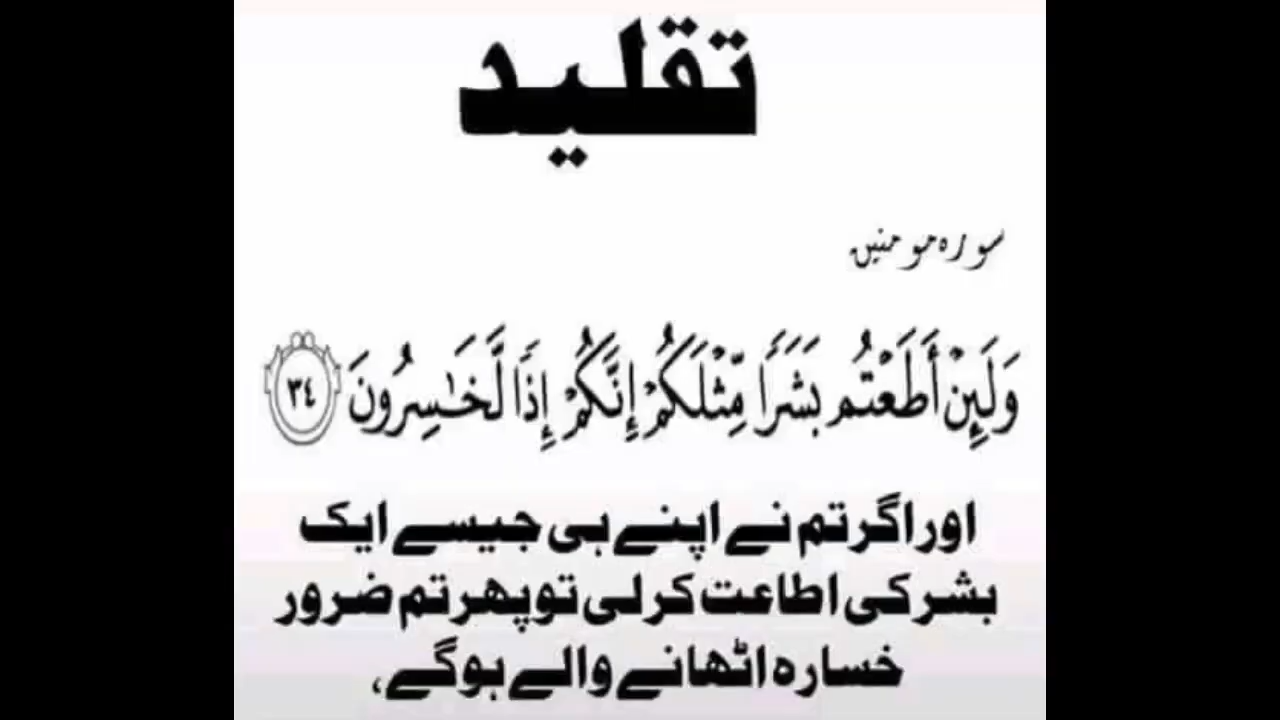 تقلید
سورہ مومنین
وَلَئِنْ أَطَعْتُم بَشَرًا مِّثْلَكُمْ إِنَّكُمْ إِذًا لَّخَـٰسِرُونَ ٣٤
اور اگر تم نے اپنے ہی جیسے ایک
بشر کی اطاعت کرلی تو پھر تم ضرور
خسارہ اٹھانے والے ہوگے،